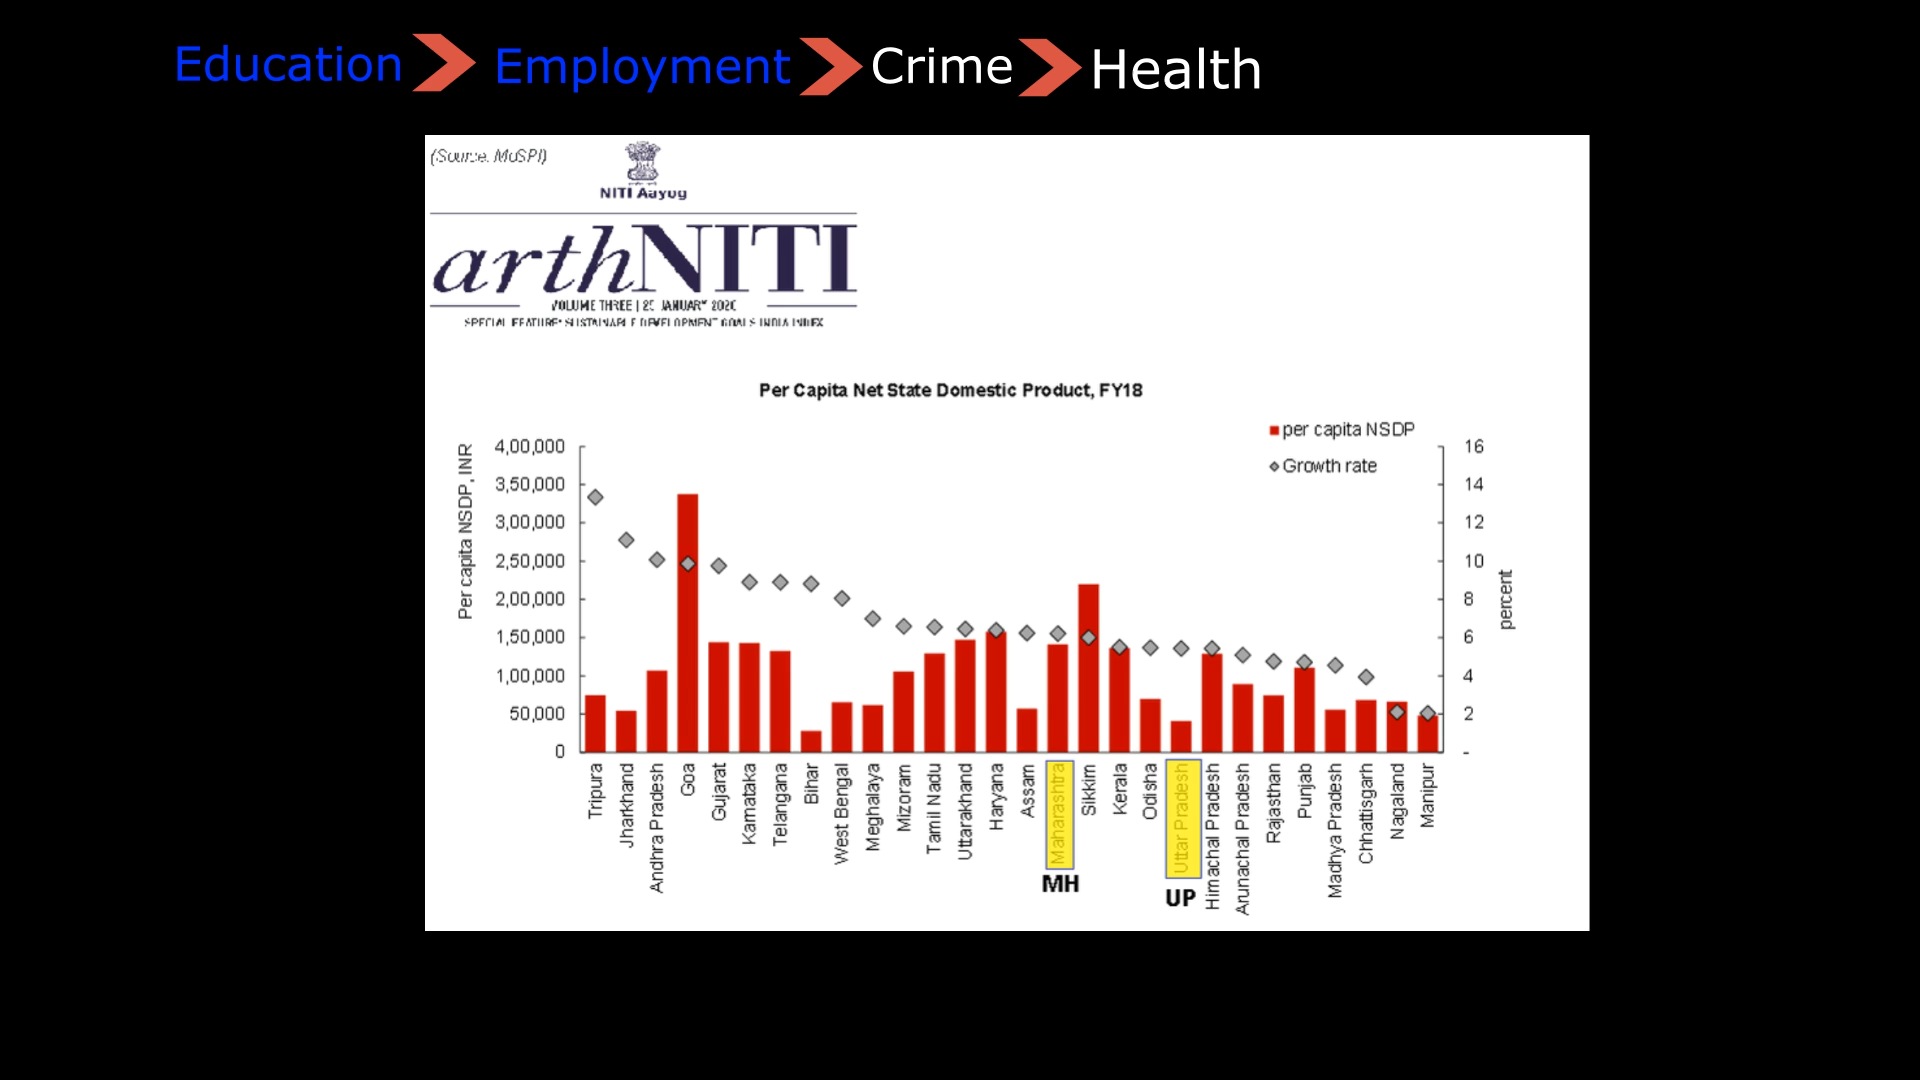 Education
Employment
Crime
Health
(Source: MoSPI)
NITI Aayog
arthNITI
VOLUME THREE | 25 JANUARY 2020
SPECIAL FEATURE: SUSTAINABLE DEVELOPMENT GOALS INDIA INDEX
Per Capita Net State Domestic Product, FY18
per capita NSDP
Growth rate
Per capita NSDP, INR
4,00,000
3,50,000
3,00,000
2,50,000
2,00,000
1,50,000
1,00,000
50,000
0
16
14
12
10
8
6
4
2
-
percent
Tripura
Jharkhand
Andhra Pradesh
Goa
Gujarat
Karnataka
Telangana
Bihar
West Bengal
Meghalaya
Mizoram
Tamil Nadu
Uttarakhand
Haryana
Assam
Maharashtra
Sikkim
Kerala
Odisha
Uttar Pradesh
Himachal Pradesh
Arunachal Pradesh
Rajasthan
Punjab
Madhya Pradesh
Chhattisgarh
Nagaland
Manipur
MH
UP